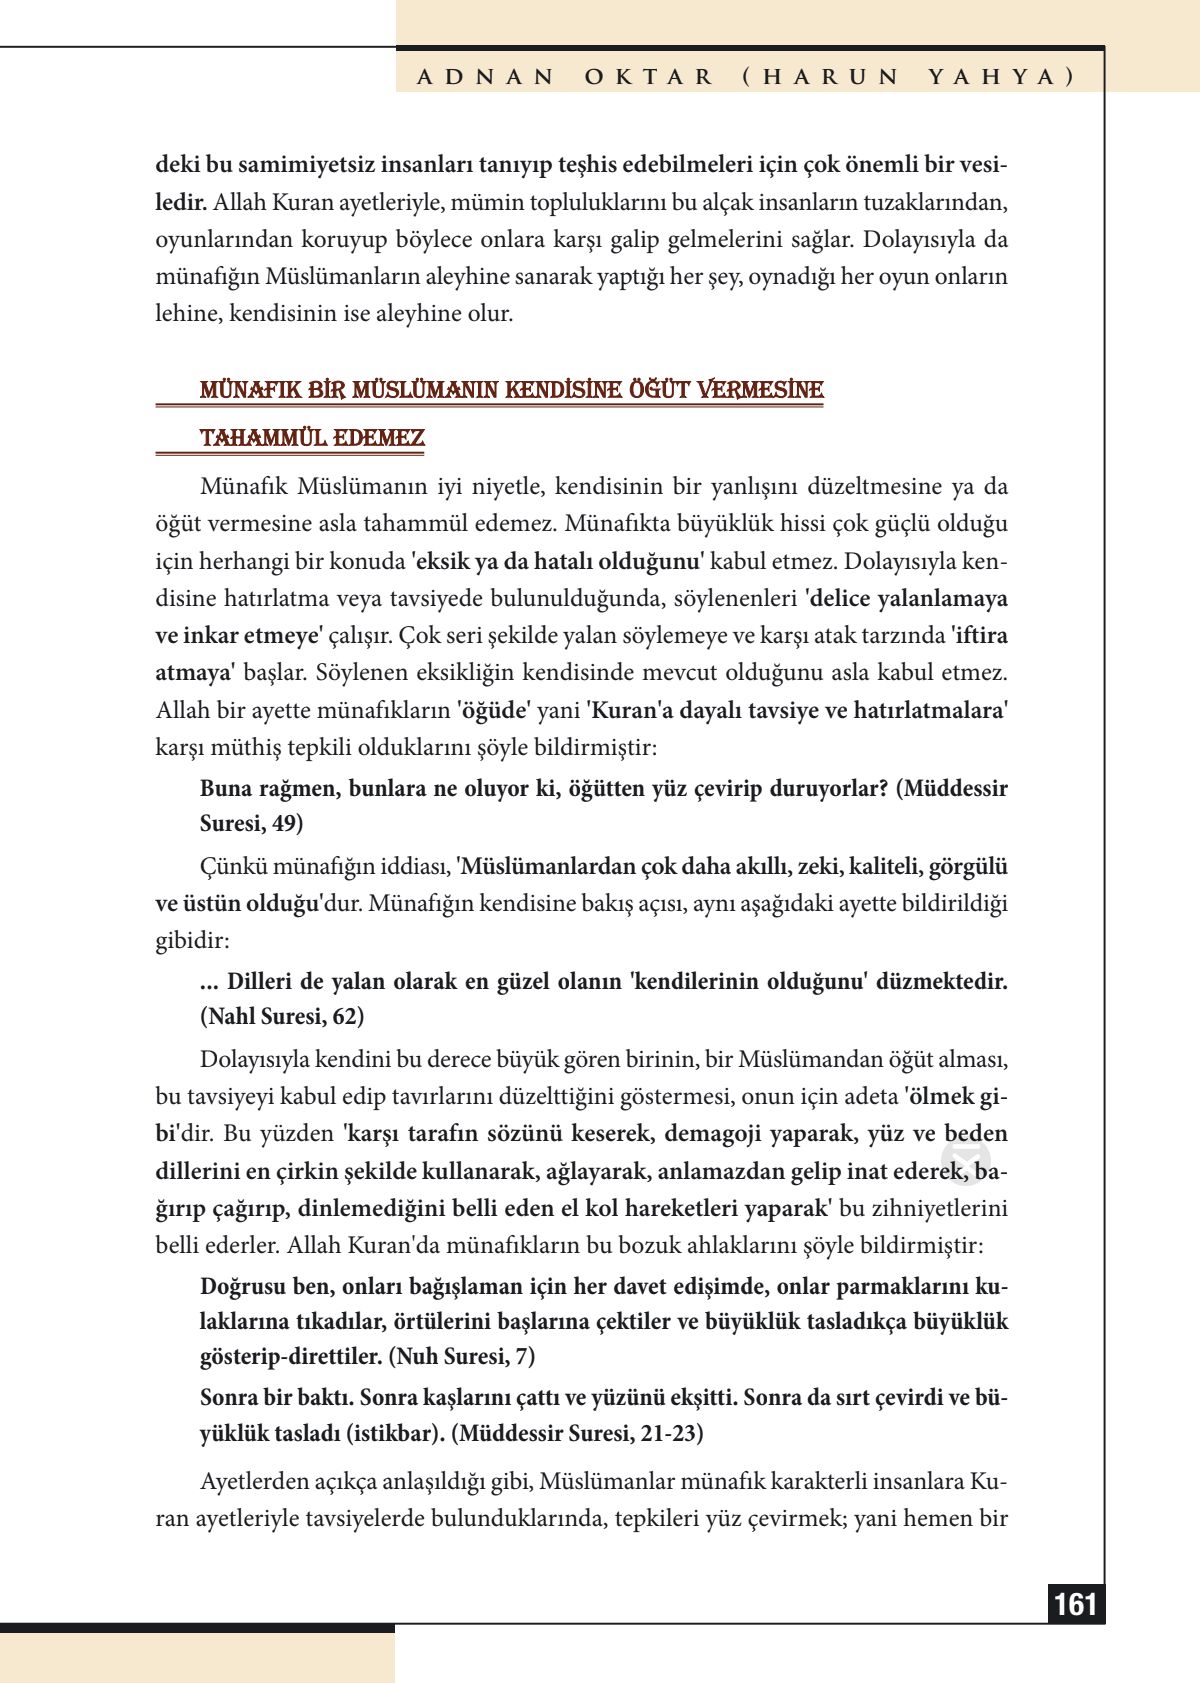 ADNAN OKTAR (HARUN YAHYA)
deki bu samimiyetsiz insanları tanıyıp teşhis edebilmeleri için çok önemli bir vesi-
ledir. Allah Kuran ayetleriyle, mümin topluluklarını bu alçak insanların tuzaklarından,
oyunlarından koruyup böylece onlara karşı galip gelmelerini sağlar. Dolayısıyla da
münafığın Müslümanların aleyhine sanarak yaptığı her şey, oynadığı her oyun onların
lehine, kendisinin ise aleyhine olur.
MÜNAFIK BİR MÜSLÜMANIN KENDİSİNE ÖĞÜT VERMESİNE
TAHAMMÜL EDEMEZ
Münafık Müslümanın iyi niyetle, kendisinin bir yanlışını düzeltmesine ya da
öğüt vermesine asla tahammül edemez. Münafıkta büyüklük hissi çok güçlü olduğu
için herhangi bir konuda 'eksik ya da hatalı olduğunu' kabul etmez. Dolayısıyla ken-
disine hatırlatma veya tavsiyede bulunulduğunda, söylenenleri 'delice yalanlamaya
ve inkar etmeye' çalışır. Çok seri şekilde yalan söylemeye ve karşı atak tarzında 'iftira
atmaya' başlar. Söylenen eksikliğin kendisinde mevcut olduğunu asla kabul etmez.
Allah bir ayette münafıkların 'öğüde' yani 'Kuran'a dayalı tavsiye ve hatırlatmalara'
karşı müthiş tepkili olduklarını şöyle bildirmiştir:
Buna rağmen, bunlara ne oluyor ki, öğütten yüz çevirip duruyorlar? (Müddessir
Suresi, 49)
Çünkü münafığın iddiası, 'Müslümanlardan çok daha akıllı, zeki, kaliteli, görgülü
ve üstün olduğu'dur. Münafığın kendisine bakış açısı, aynı aşağıdaki ayette bildirildiği
gibidir:
... Dilleri de yalan olarak en güzel olanın 'kendilerinin olduğunu' düzmektedir.
(Nahl Suresi, 62)
Dolayısıyla kendini bu derece büyük gören birinin, bir Müslümandan öğüt alması,
bu tavsiyeyi kabul edip tavırlarını düzelttiğini göstermesi, onun için adeta 'ölmek gi-
bi'dir. Bu yüzden 'karşı tarafın sözünü keserek, demagoji yaparak, yüz ve beden
dillerini en çirkin şekilde kullanarak, ağlayarak, anlamazdan gelip inat ederek, ba-
ğırıp çağırıp, dinlemediğini belli eden el kol hareketleri yaparak' bu zihniyetlerini
belli ederler. Allah Kuran'da münafıkların bu bozuk ahlaklarını şöyle bildirmiştir:
Doğrusu ben, onları bağışlaman için her davet edişimde, onlar parmaklarını ku-
laklarına tıkadılar, örtülerini başlarına çektiler ve büyüklük tasladıkça büyüklük
gösterip-direttiler. (Nuh Suresi, 7)
Sonra bir baktı. Sonra kaşlarını çattı ve yüzünü ekşitti. Sonra da sırt çevirdi ve bü-
yüklük tasladı (istikbar). (Müddessir Suresi, 21-23)
Ayetlerden açıkça anlaşıldığı gibi, Müslümanlar münafık karakterli insanlara Ku-
ran ayetleriyle tavsiyelerde bulunduklarında, tepkileri yüz çevirmek; yani hemen bir
161